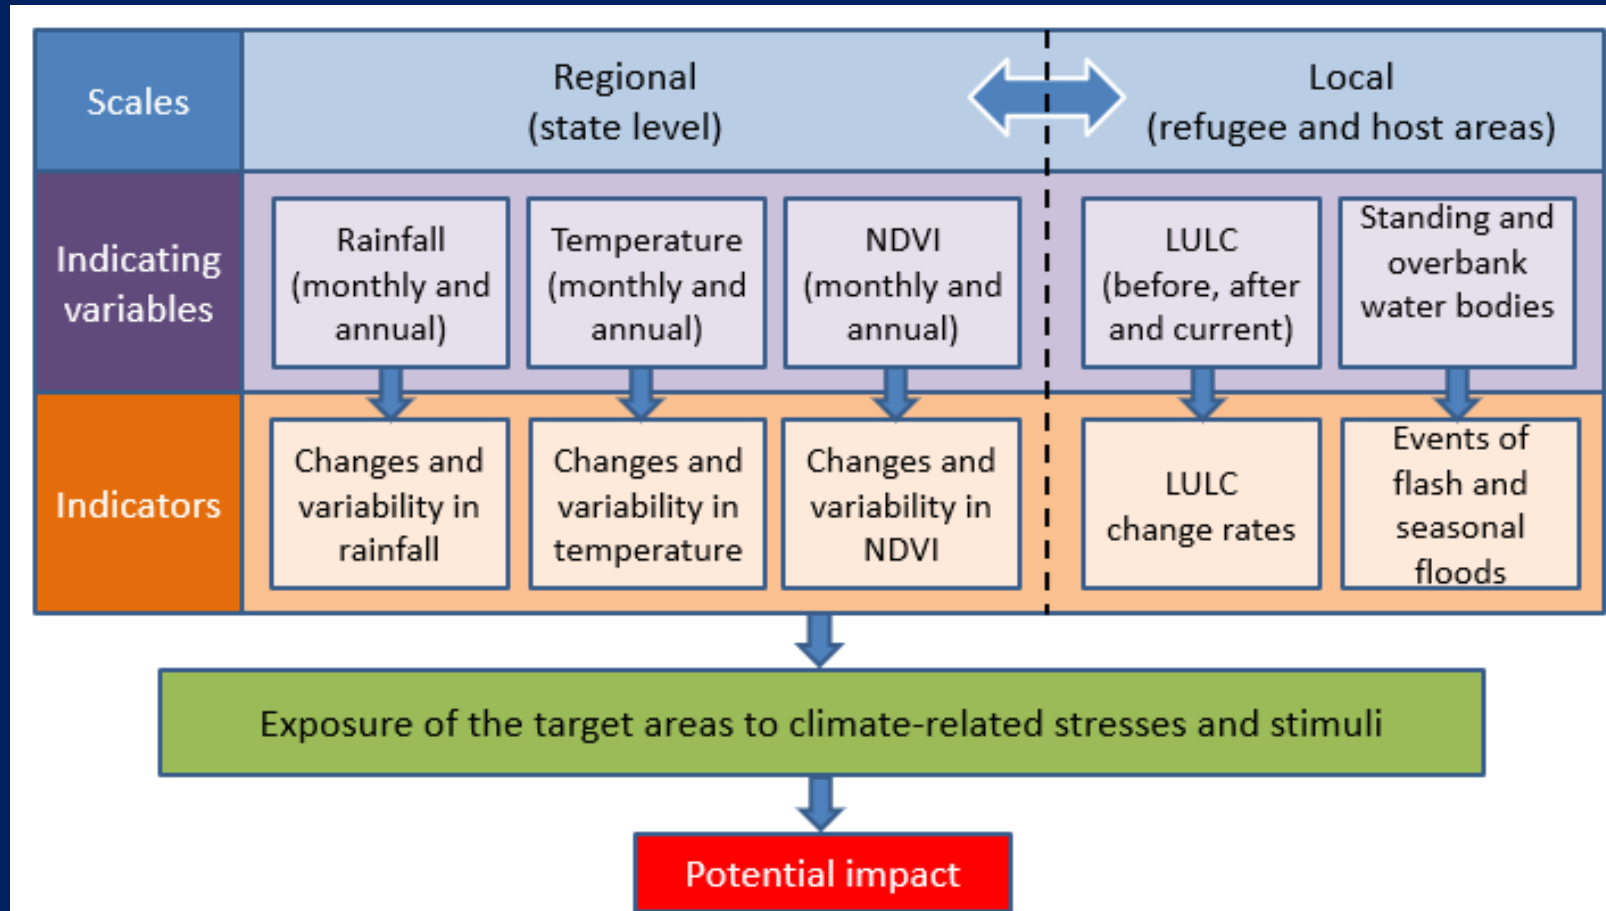 Scales
Regional
(state level)
Local
(refugee and host areas)
Indicating
variables
Rainfall
(monthly and
annual)
Temperature
(monthly and
annual)
NDVI
(monthly and
annual)
LULC
(before, after
and current)
Standing and
overbank
water bodies
Indicators
Changes and
variability in
rainfall
Changes and
variability in
temperature
Changes and
variability in
NDVI
LULC
change rates
Events of
flash and
seasonal
floods
Exposure of the target areas to climate-related stresses and stimuli
Potential impact